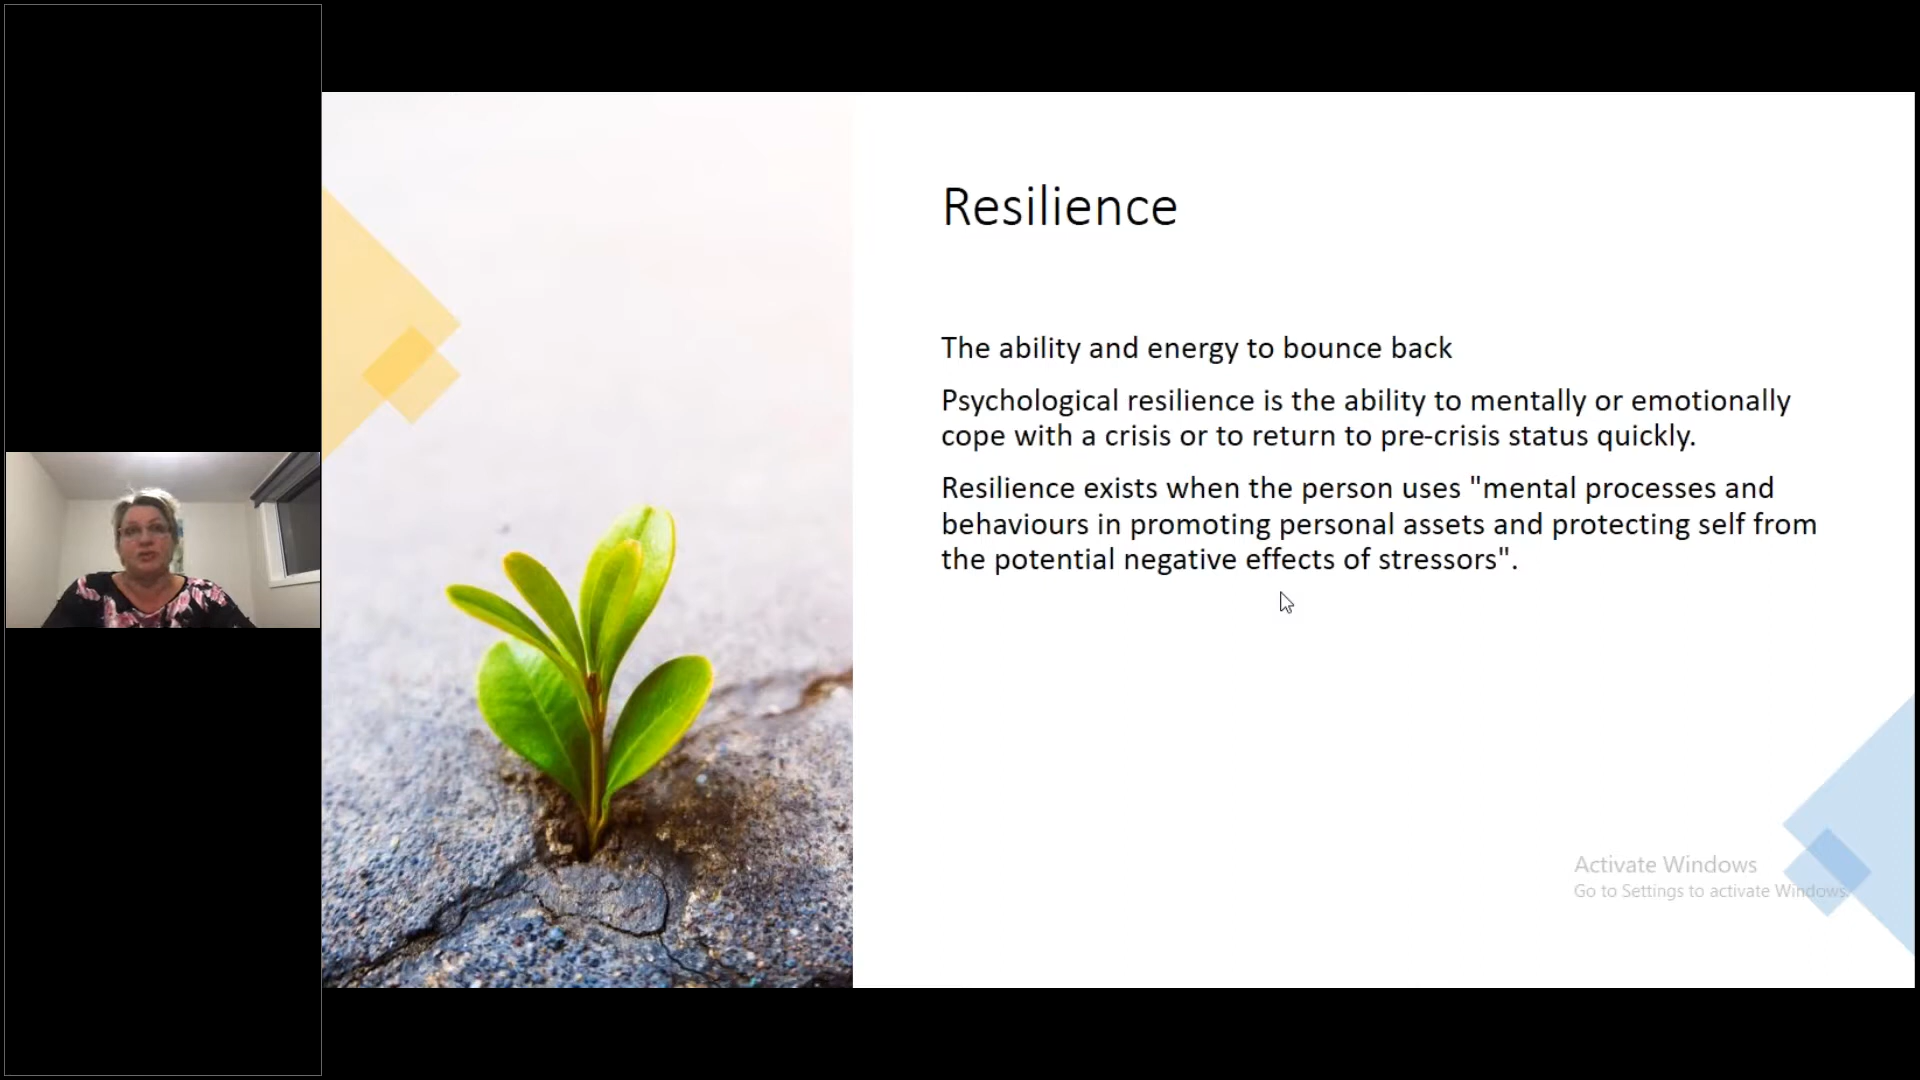 Resilience
The ability and energy to bounce back
Psychological resilience is the ability to mentally or emotionally
cope with a crisis or to return to pre-crisis status quickly.
Resilience exists when the person uses "mental processes and
behaviours in promoting personal assets and protecting self from
the potential negative effects of stressors".
Activate Windows
Go to Settings to activate Windows.